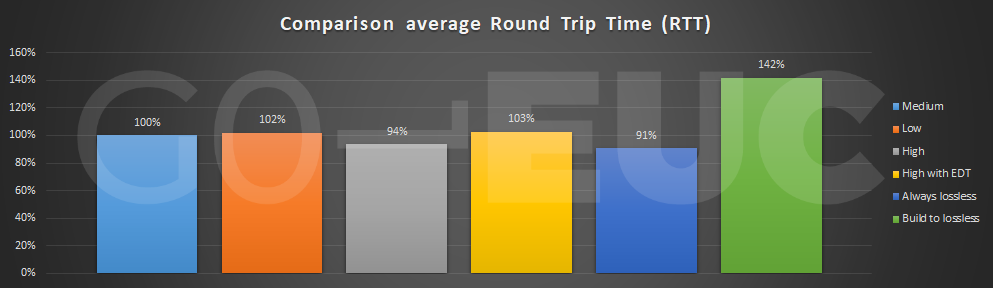 Comparison average Round Trip Time (RTT)
160%
140%
120%
100%
80%
60%
40%
20%
0%
100%
102%
94%
103%
91%
142%
Medium
Low
High
High with EDT
Always lossless
Build to lossless
GO-EUC